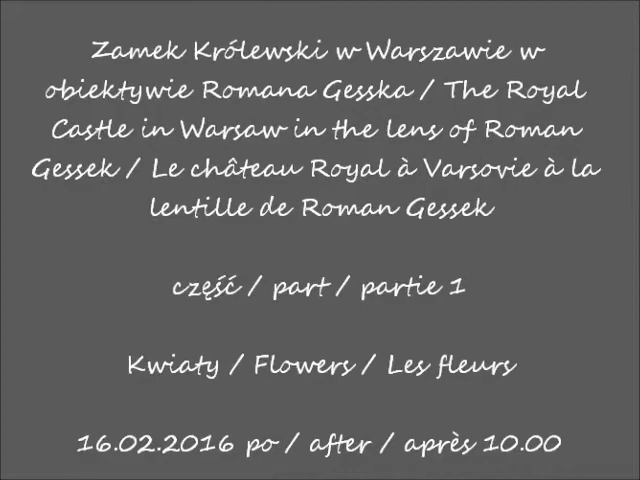 Zamek Królewski w Warszawie w
obiektywie Romana Gesska / The Royal
Castle in Warsaw in the lens of Roman
Gessek / Le château Royal à Varsovie à la
lentille de Roman Gessek
część / part / partie 1
Kwiaty / Flowers / Les fleurs
16.02.2016 po / after / après 10.00